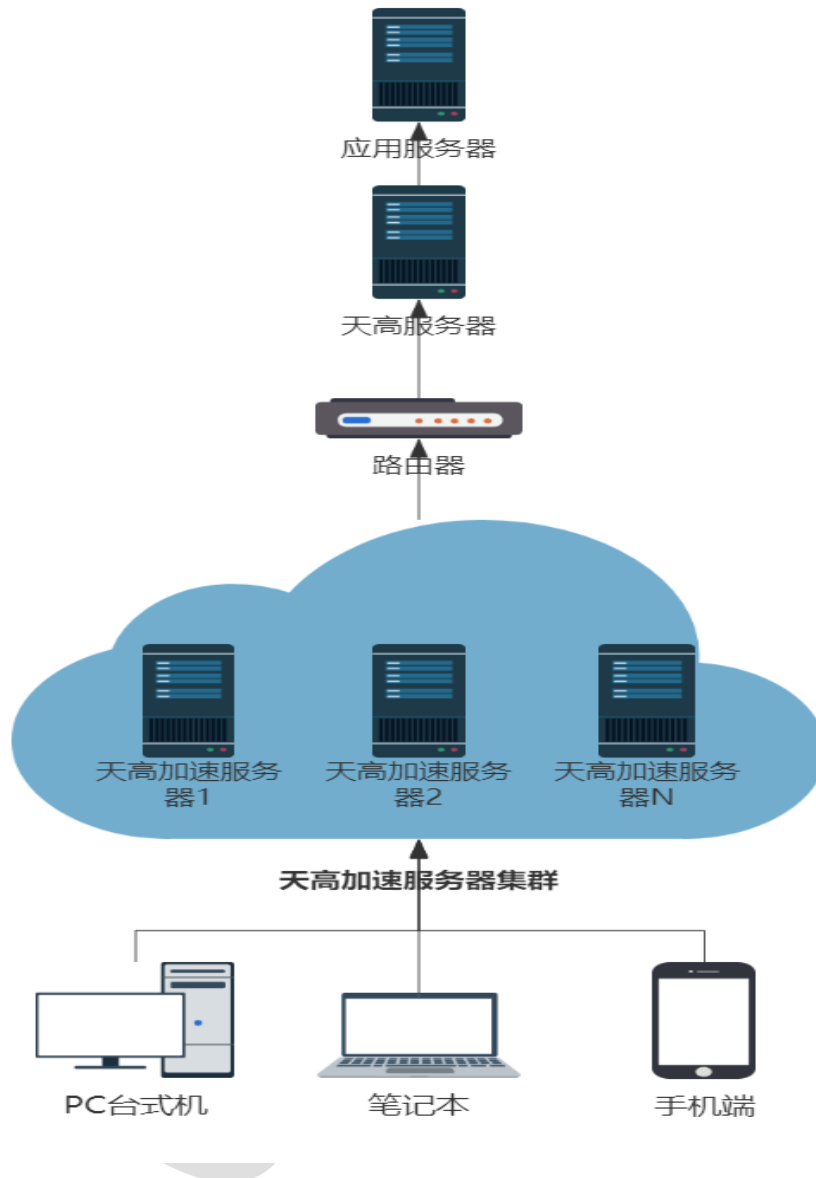 应用服务器
天高服务器
路由器
天高加速服务
器1
天高加速服务
器2
天高加速服务
器N
天高加速服务器集群
PC台式机
笔记本
手机端